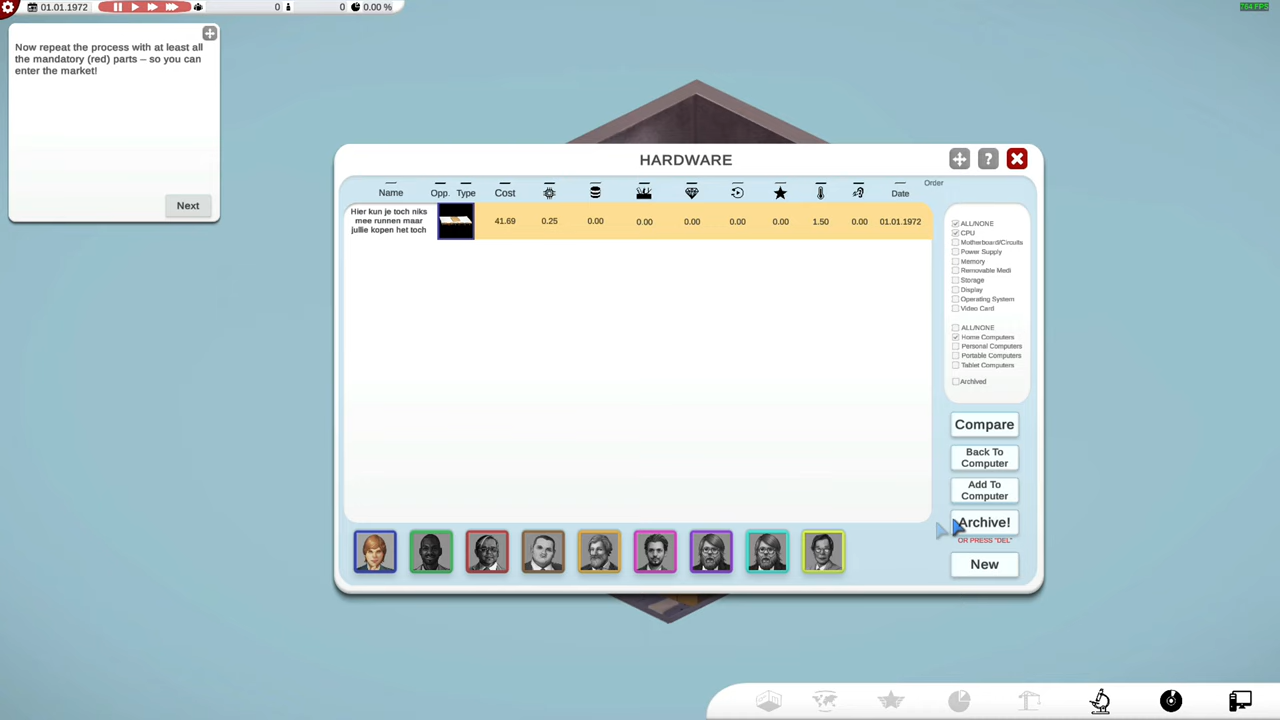 01.01.1972
0
0
0.00 %
764 FPS
Now repeat the process with at least all
the mandatory (red) parts – so you can
enter the market!
Next
HARDWARE
?
Name
Opp.
Type
Cost
Date
Order
Hier kun je toch niks
mee runnen maar
jullie kopen het toch
41.69
0.25
0.00
0.00
0.00
0.00
0.00
1.50
0.00
01.01.1972
ALL/NONE
CPU
Motherboard/Circuits
Power Supply
Memory
Removable Medi
Storage
Display
Operating System
Video Card
ALL/NONE
Home Computers
Personal Computers
Portable Computers
Tablet Computers
Archived
Compare
Back To
Computer
Add To
Computer
Archive!
OR PRESS "DEL"
New